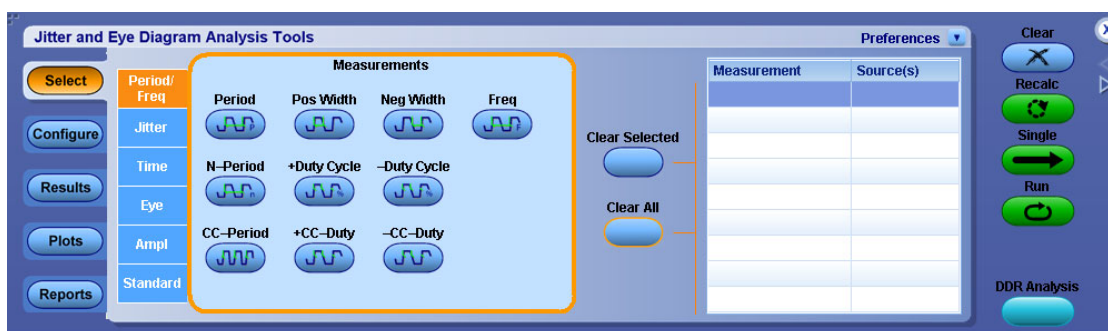 Jitter and Eye Diagram Analysis Tools
Preferences
Select
Configure
Results
Plots
Reports
Period/
Freq
Jitter
Time
Eye
Ampl
Standard
Measurements
Period
Pos Width
Neg Width
Freq
N–Period
+Duty Cycle
–Duty Cycle
CC–Period
+CC–Duty
–CC–Duty
Clear Selected
Clear All
Measurement
Source(s)
Clear
Recalc
Single
Run
DDR Analysis